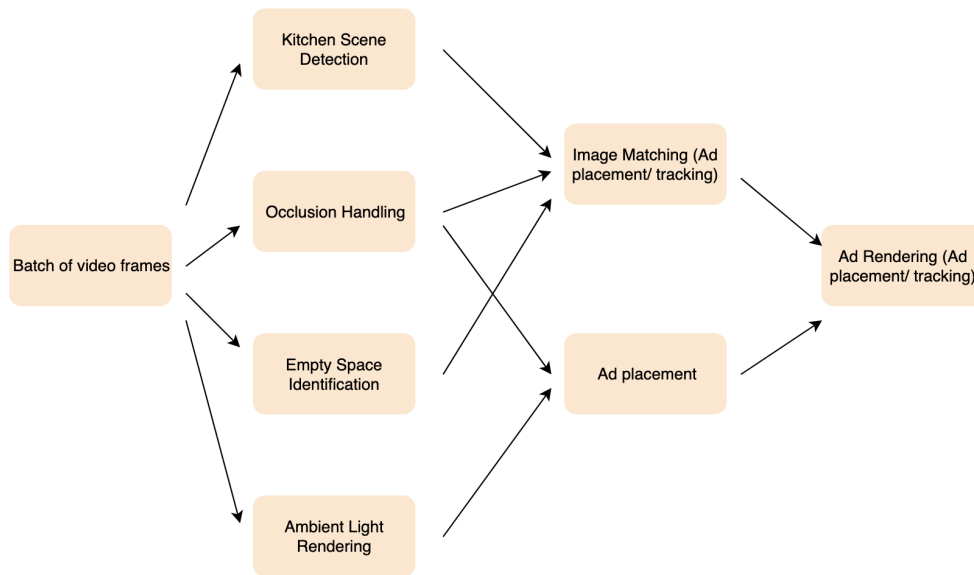 Kitchen Scene
Detection
Image Matching (Ad
placement/ tracking)
Occlusion Handling
Batch of video frames
Ad Rendering (Ad
placement/ tracking)
Empty Space
Identification
Ad placement
Ambient Light
Rendering